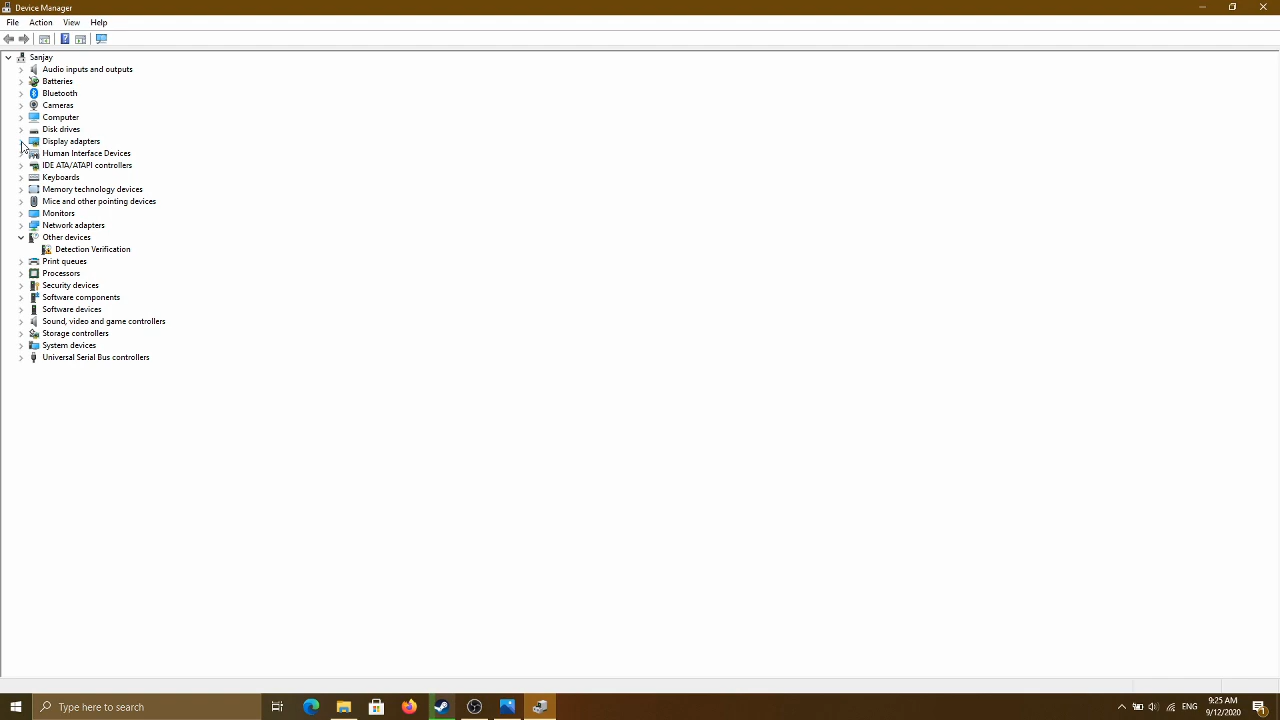 Device Manager
File Action View Help
Sanjay
Audio inputs and outputs
Batteries
Bluetooth
Cameras
Computer
Disk drives
Display adapters
Human Interface Devices
IDE ATA/ATAPI controllers
Keyboards
Memory technology devices
Mice and other pointing devices
Monitors
Network adapters
Other devices
Detection Verification
Print queues
Processors
Security devices
Software components
Software devices
Sound, video and game controllers
Storage controllers
System devices
Universal Serial Bus controllers
Type here to search
ENG
9:25 AM
9/12/2020
1